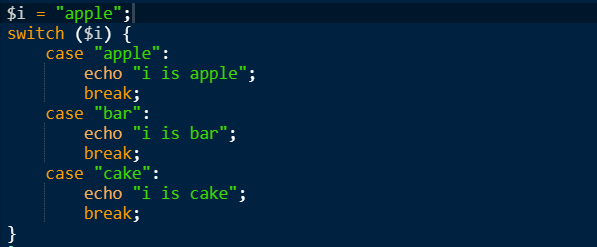 $i = "apple";
switch ($i) {
    case "apple":
        echo "i is apple";
        break;
    case "bar":
        echo "i is bar";
        break;
    case "cake":
        echo "i is cake";
        break;
}